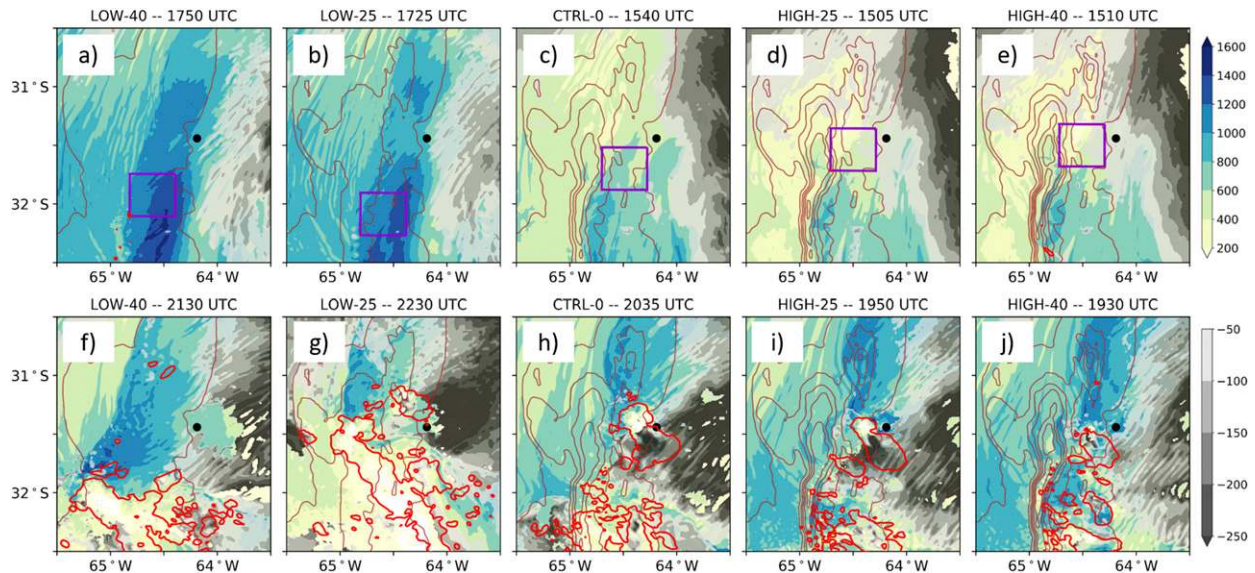 LOW-40 -- 1750 UTC LOW-25 -- 1725 UTC CTRL-0 -- 1540 UTC HIGH-25 -- 1505 UTC HIGH-40 -- 1510 UTC
a) b) c) d) e)
31°S
32°S
65°W 64°W 65°W 64°W 65°W 64°W 65°W 64°W 65°W 64°W
1600
1400
1200
1000
800
600
400
200
LOW-40 -- 2130 UTC LOW-25 -- 2230 UTC CTRL-0 -- 2035 UTC HIGH-25 -- 1950 UTC HIGH-40 -- 1930 UTC
f) g) h) i) j)
31°S
32°S
65°W 64°W 65°W 64°W 65°W 64°W 65°W 64°W 65°W 64°W
−50
−100
−150
−200
−250